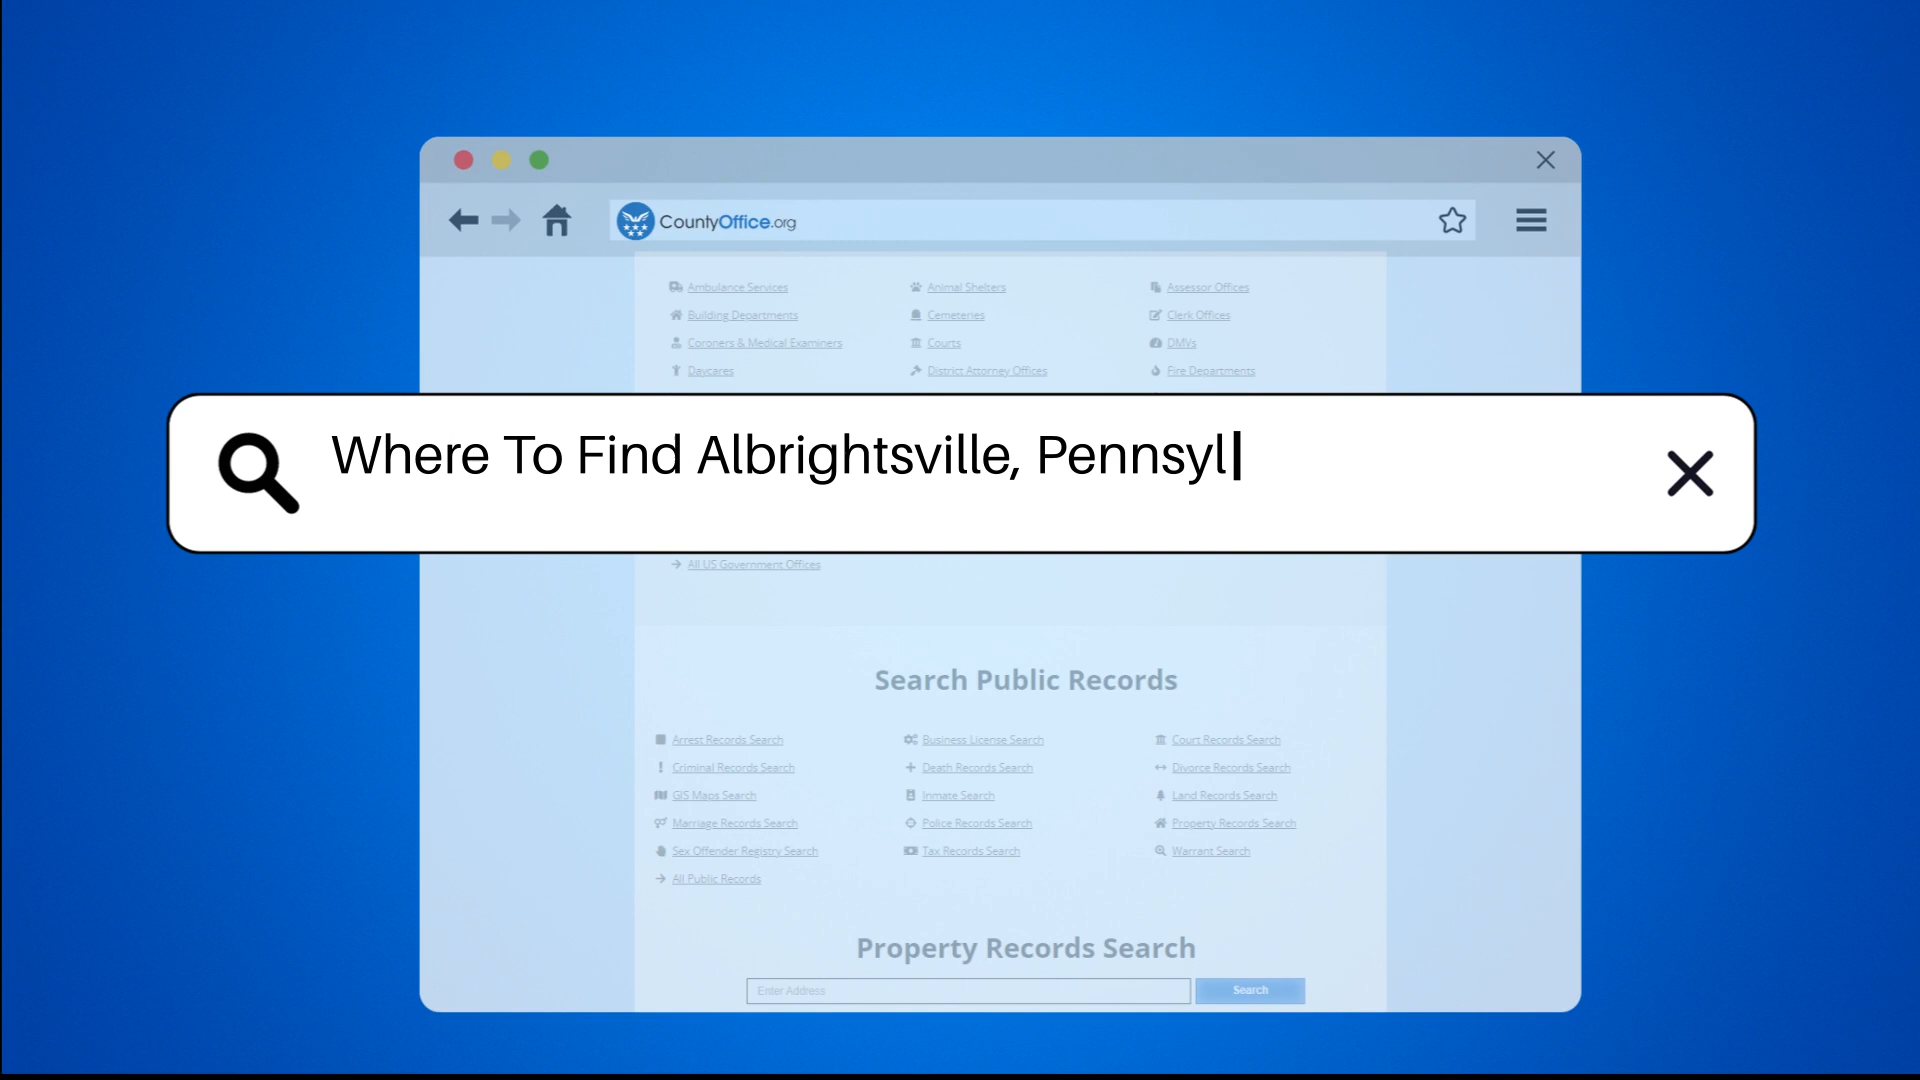 CountyOffice.org
Ambulance Services Animal Shelters Assessor Offices
Building Departments Cemeteries Clerk Offices
Coroners & Medical Examiners Courts DMVs
Daycares District Attorney Offices Fire Departments
Where To Find Albrightsville, Pennsyl
All US Government Offices
Search Public Records
Arrest Records Search Business License Search Court Records Search
Criminal Records Search Death Records Search Divorce Records Search
GIS Maps Search Inmate Search Land Records Search
Marriage Records Search Police Records Search Property Records Search
Sex Offender Registry Search Tax Records Search Warrant Search
All Public Records
Property Records Search
Enter Address Search